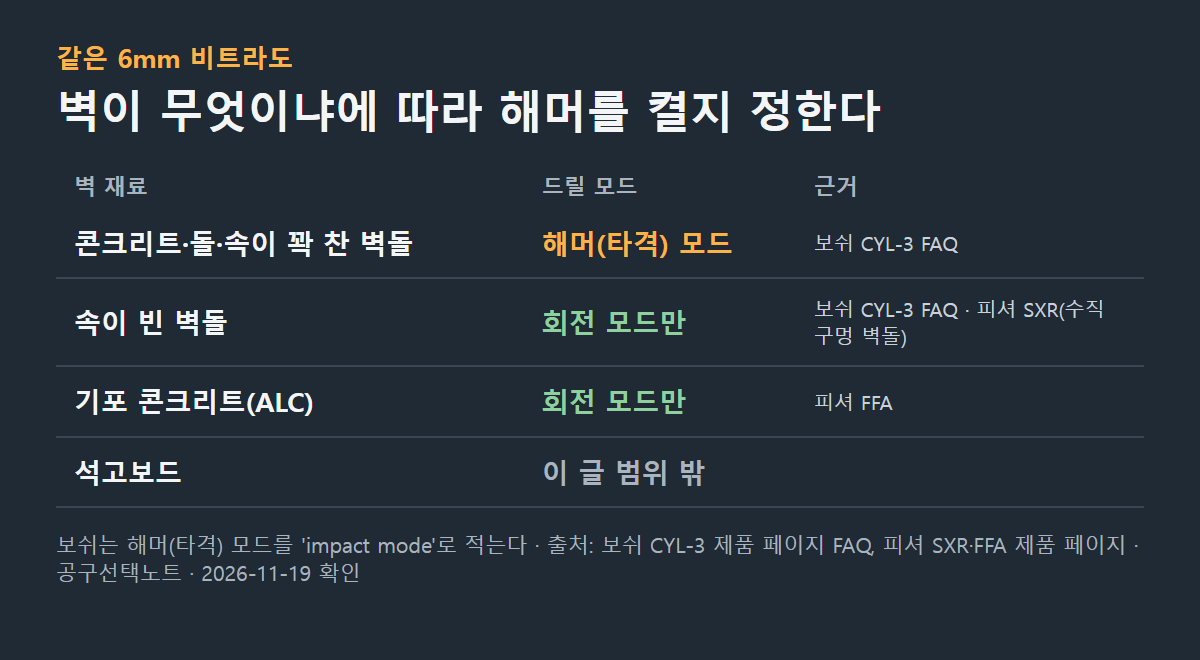 같은 6mm 비트라도
벽이 무엇이냐에 따라 해머를 켤지 정한다
벽 재료 드릴 모드 근거
콘크리트·돌·속이 꽉 찬 벽돌 해머(타격) 모드 보쉬 CYL-3 FAQ
속이 빈 벽돌 회전 모드만 보쉬 CYL-3 FAQ · 피셔 SXR(수직
구멍 벽돌)
기포 콘크리트(ALC) 회전 모드만 피셔 FFA
석고보드 이 글 범위 밖
보쉬는 해머(타격) 모드를 'impact mode'로 적는다 · 출처: 보쉬 CYL-3 제품 페이지 FAQ, 피셔 SXR·FFA 제품 페이지 ·
공구선택노트 · 2026-11-19 확인